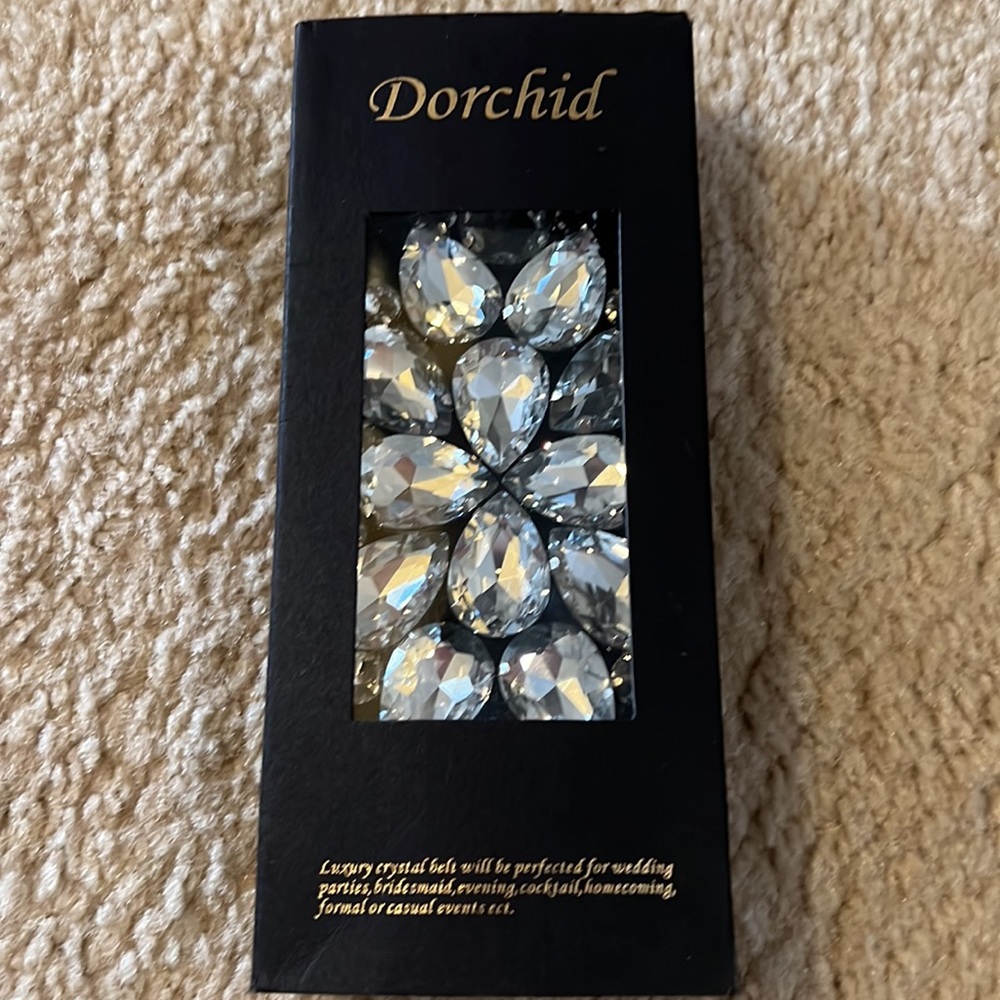 Dorchid
Luxury crystal belt will be perfected for wedding
parties,bridesmaid,evening,cocktail,homecoming,
formal or casual events ect.